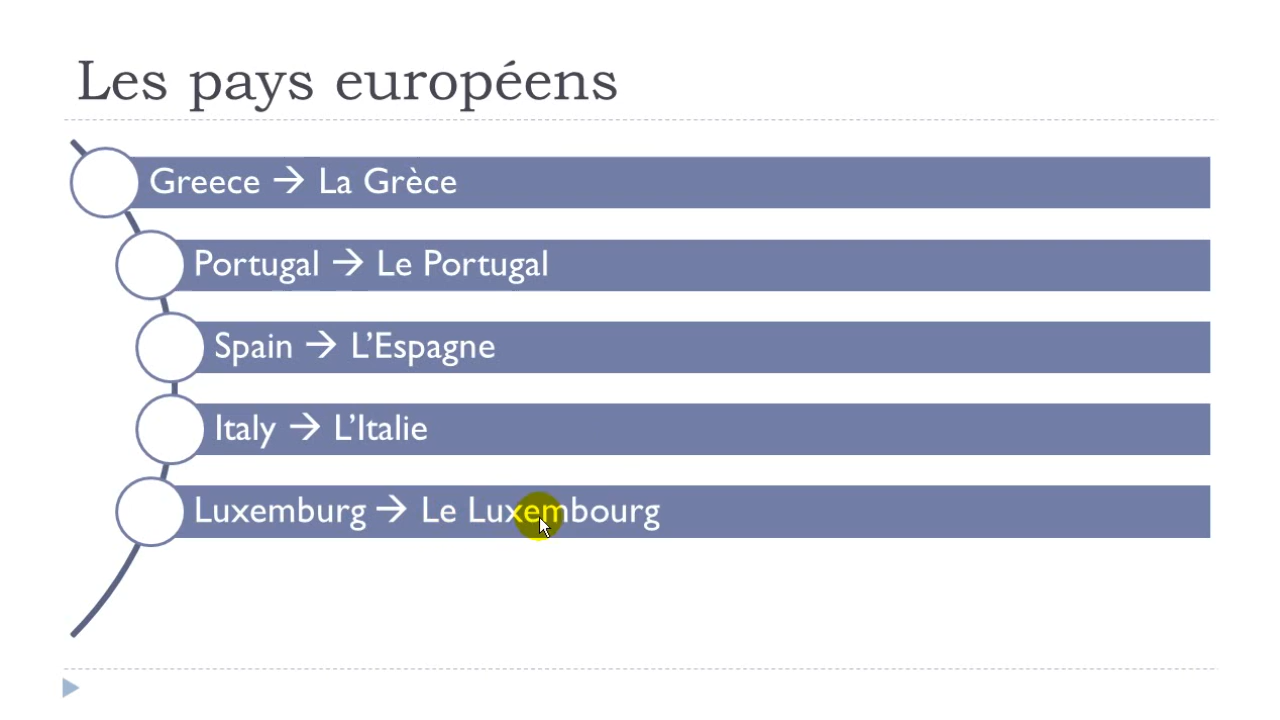 Les pays européens
Greece → La Grèce
Portugal → Le Portugal
Spain → L’Espagne
Italy → L’Italie
Luxemburg → Le Luxembourg